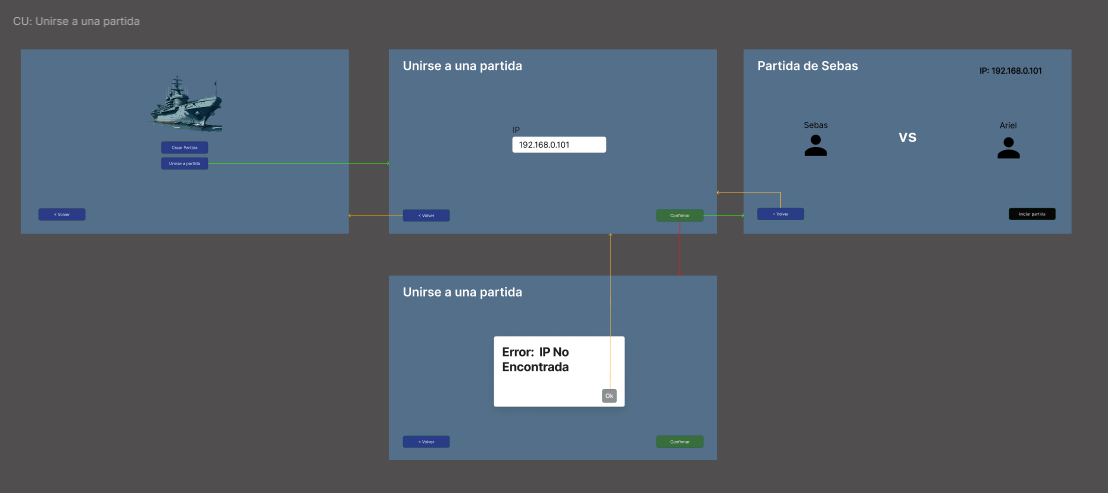 CU: Unirse a una partida
Crear Partida
Unirse a partida
< Volver
Unirse a una partida
IP
192.168.0.101
< Volver
Confirmar
Partida de Sebas
IP: 192.168.0.101
Sebas
VS
Ariel
< Volver
Iniciar partida
Unirse a una partida
Error: IP No
Encontrada
Ok
< Volver
Confirmar